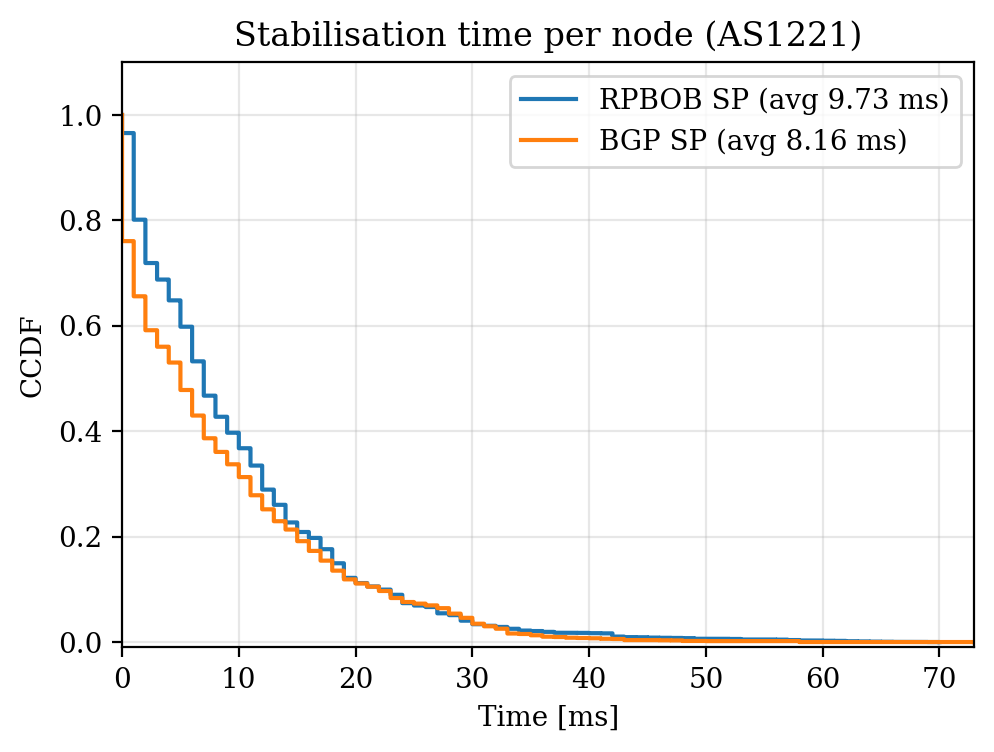 Stabilisation time per node (AS1221)
RPBOB SP (avg 9.73 ms)
BGP SP (avg 8.16 ms)
CCDF
1.0
0.8
0.6
0.4
0.2
0.0
0 10 20 30 40 50 60 70
Time [ms]